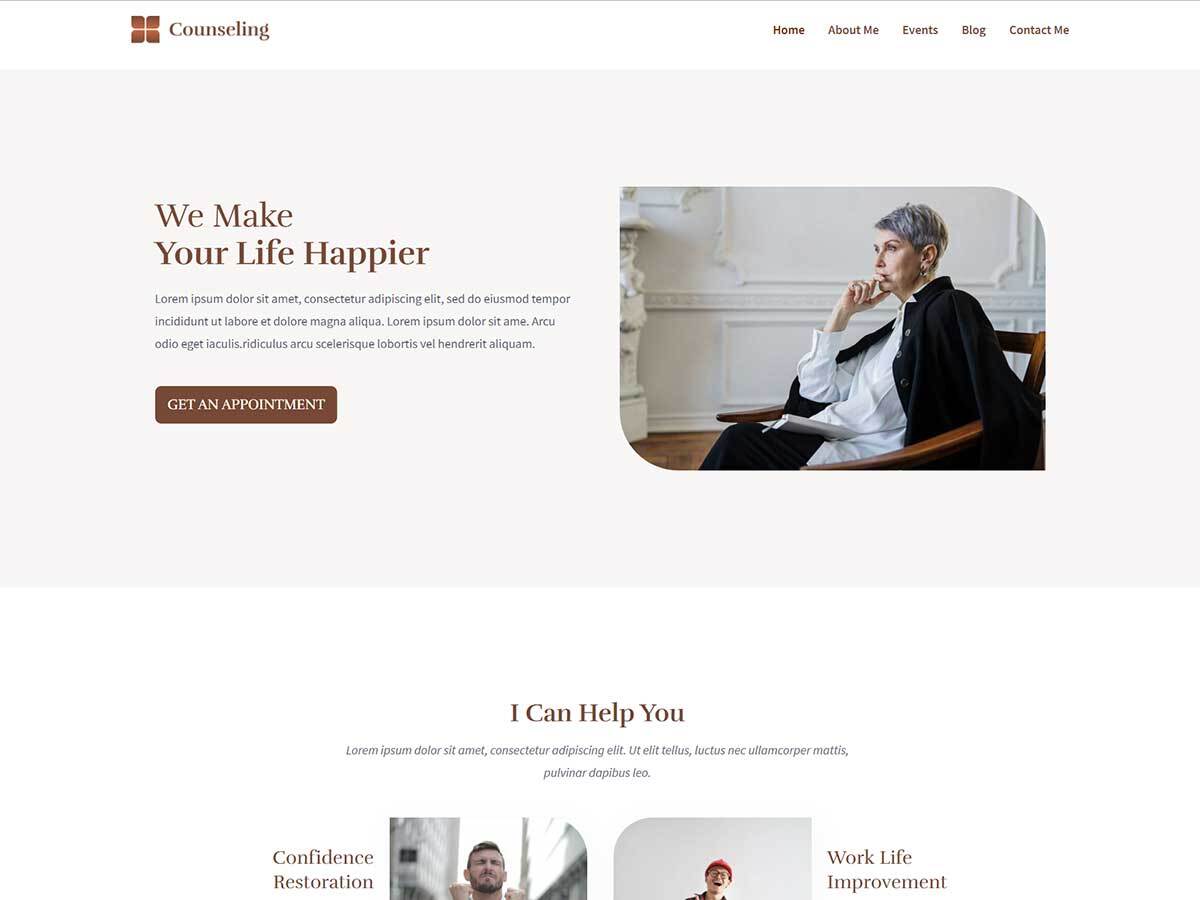 Counseling
Home
About Me
Events
Blog
Contact Me
We Make
Your Life Happier
Lorem ipsum dolor sit amet, consectetur adipiscing elit, sed do eiusmod tempor
incididunt ut labore et dolore magna aliqua. Lorem ipsum dolor sit ame. Arcu
odio eget iaculis.ridiculus arcu scelerisque lobortis vel hendrerit aliquam.
GET AN APPOINTMENT
I Can Help You
Lorem ipsum dolor sit amet, consectetur adipiscing elit. Ut elit tellus, luctus nec ullamcorper mattis,
pulvinar dapibus leo.
Confidence
Restoration
Work Life
Improvement